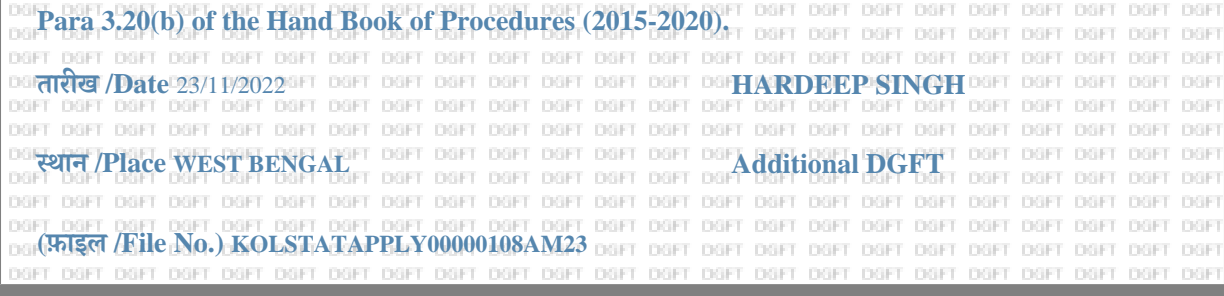 Para 3.20(b) of the Hand Book of Procedures (2015-2020).
तारीख /Date 23/11/2022 HARDEEP SINGH
स्थान /Place WEST BENGAL Additional DGFT
(फ़ाइल /File No.) KOLSTATAPPLY00000108AM23